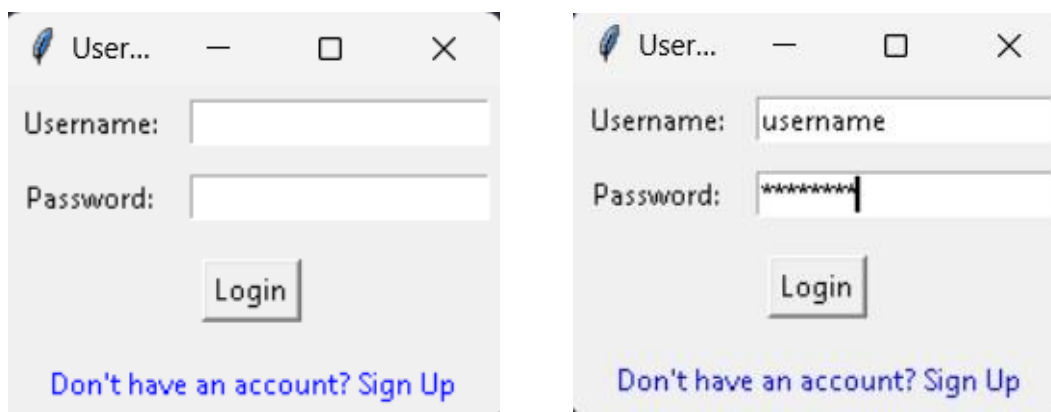 User...
Username:
Password:
Login
Don't have an account? Sign Up
User...
Username: username
Password: ********
Login
Don't have an account? Sign Up